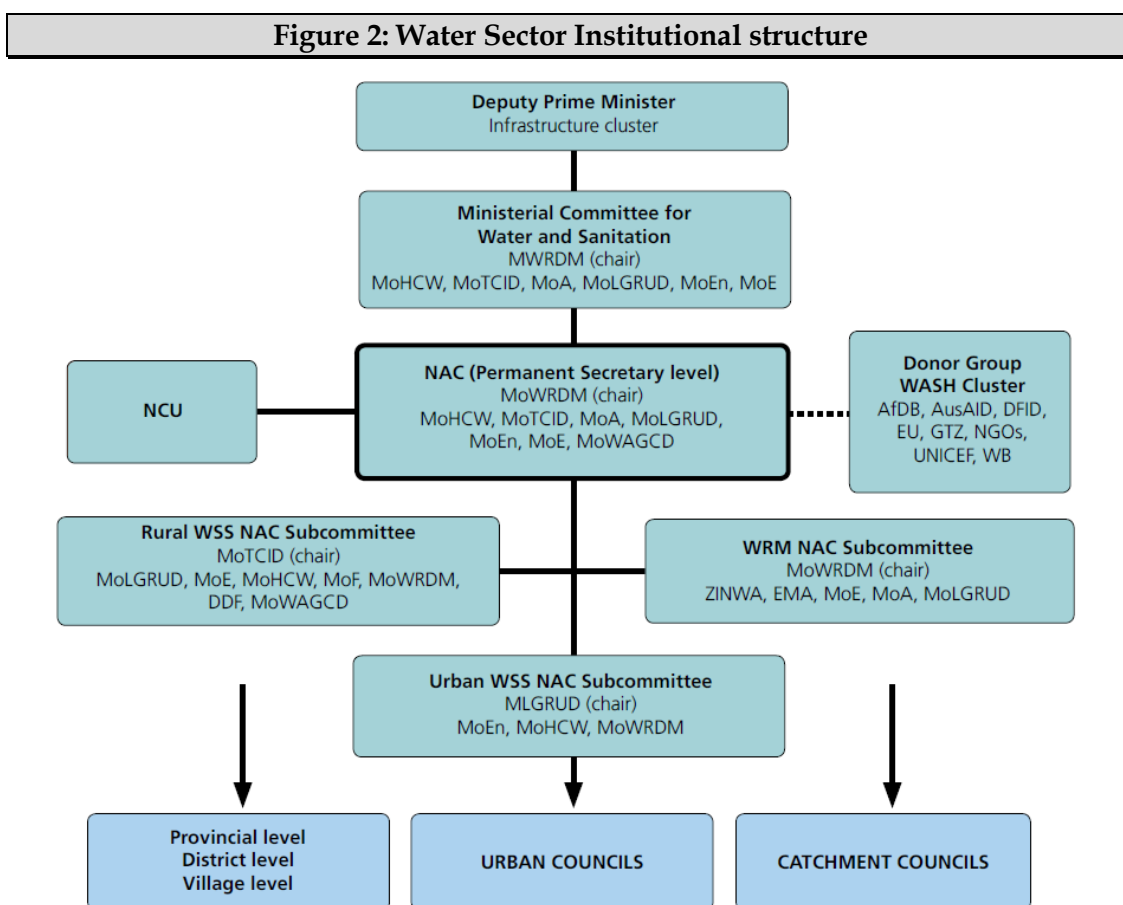 Figure 2: Water Sector Institutional structure
Deputy Prime Minister
Infrastructure cluster
Ministerial Committee for
Water and Sanitation
MWRDM (chair)
MoHCW, MoTCID, MoA, MoLGRUD, MoEn, MoE
NCU
NAC (Permanent Secretary level)
MoWRDM (chair)
MoHCW, MoTCID, MoA, MoLGRUD,
MoEn, MoE, MoWAGCD
Donor Group
WASH Cluster
AfDB, AusAID, DFID,
EU, GTZ, NGOs,
UNICEF, WB
Rural WSS NAC Subcommittee
MoTCID (chair)
MoLGRUD, MoE, MoHCW, MoF, MoWRDM,
DDF, MoWAGCD
WRM NAC Subcommittee
MoWRDM (chair)
ZINWA, EMA, MoE, MoA, MoLGRUD
Urban WSS NAC Subcommittee
MLGRUD (chair)
MoEn, MoHCW, MoWRDM
Provincial level
District level
Village level
URBAN COUNCILS
CATCHMENT COUNCILS